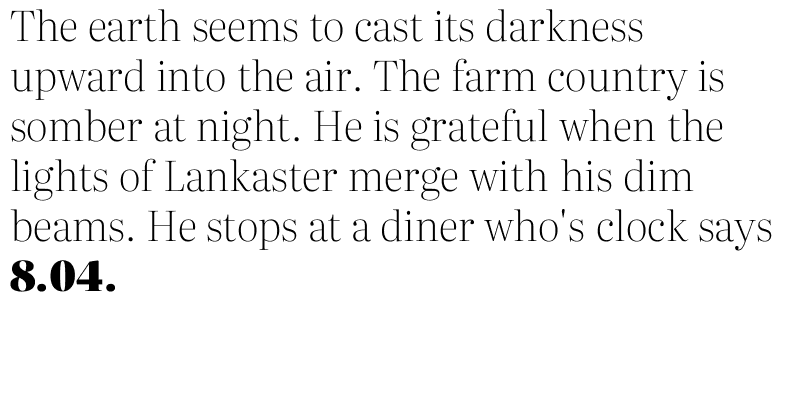 The earth seems to cast its darkness
upward into the air. The farm country is
somber at night. He is grateful when the
lights of Lankaster merge with his dim
beams. He stops at a diner who's clock says
8.04.